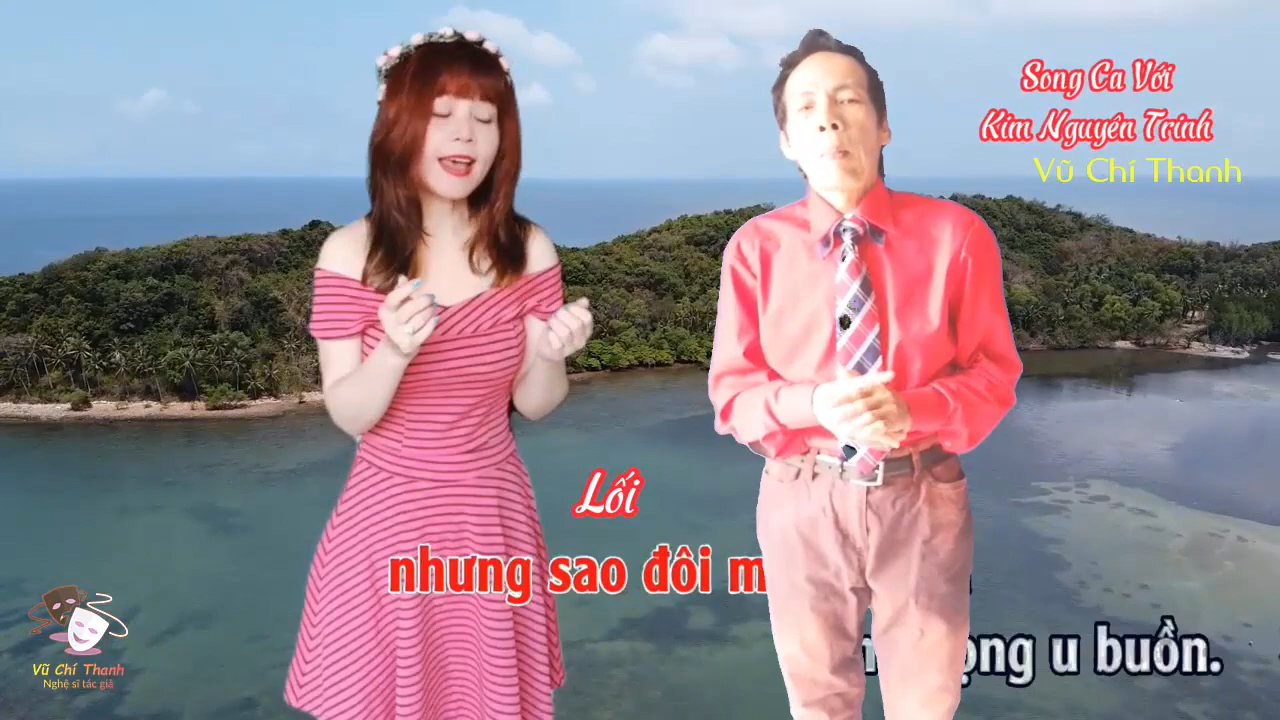 Song Ca Với
Kim Nguyên Trinh
Vũ Chí Thanh
Lối
nhưng sao đôi
u buồn.
Vũ Chí Thanh
Nghệ sĩ tác giả